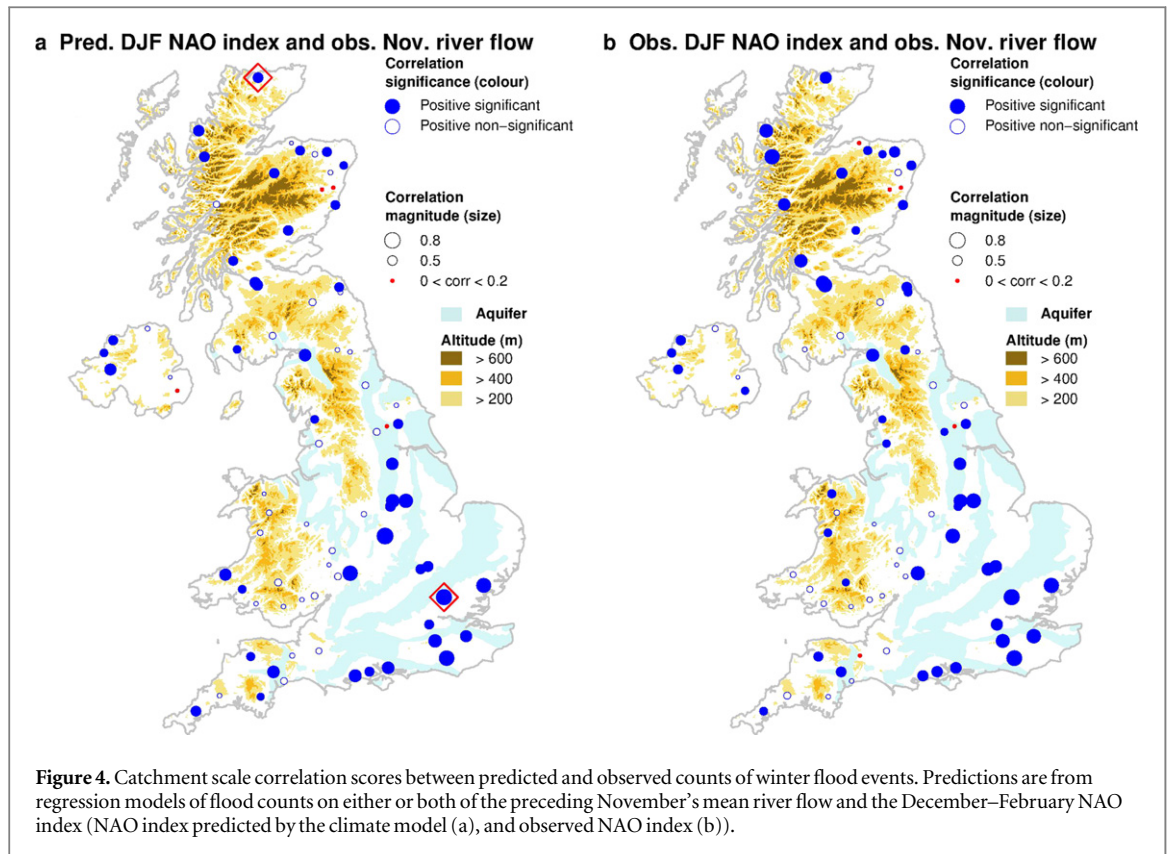 a Pred. DJF NAO index and obs. Nov. river flow
Correlation
significance (colour)
Positive significant
Positive non−significant
Correlation
magnitude (size)
0.8
0.5
0 < corr < 0.2
Aquifer
Altitude (m)
> 600
> 400
> 200
b Obs. DJF NAO index and obs. Nov. river flow
Correlation
significance (colour)
Positive significant
Positive non−significant
Correlation
magnitude (size)
0.8
0.5
0 < corr < 0.2
Aquifer
Altitude (m)
> 600
> 400
> 200
Figure 4. Catchment scale correlation scores between predicted and observed counts of winter flood events. Predictions are from
regression models of flood counts on either or both of the preceding November's mean river flow and the December–February NAO
index (NAO index predicted by the climate model (a), and observed NAO index (b)).